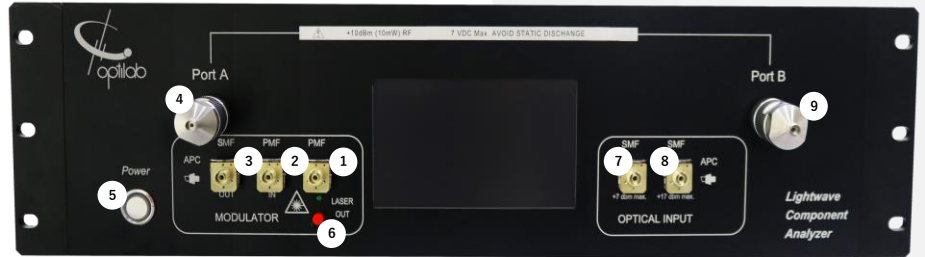 optilab
+10dBm (10mW) RF 7 VDC Max AVOID STATIC DISCHARGE
Port A
Port B
4
9
SMF PMF PMF
3 2 1
APC
OUT IN
LASER
OUT
MODULATOR
6
Power
5
SMF SMF
7 8
APC
+7 dbm max. +17 dbm max.
OPTICAL INPUT
Lightwave
Component
Analyzer